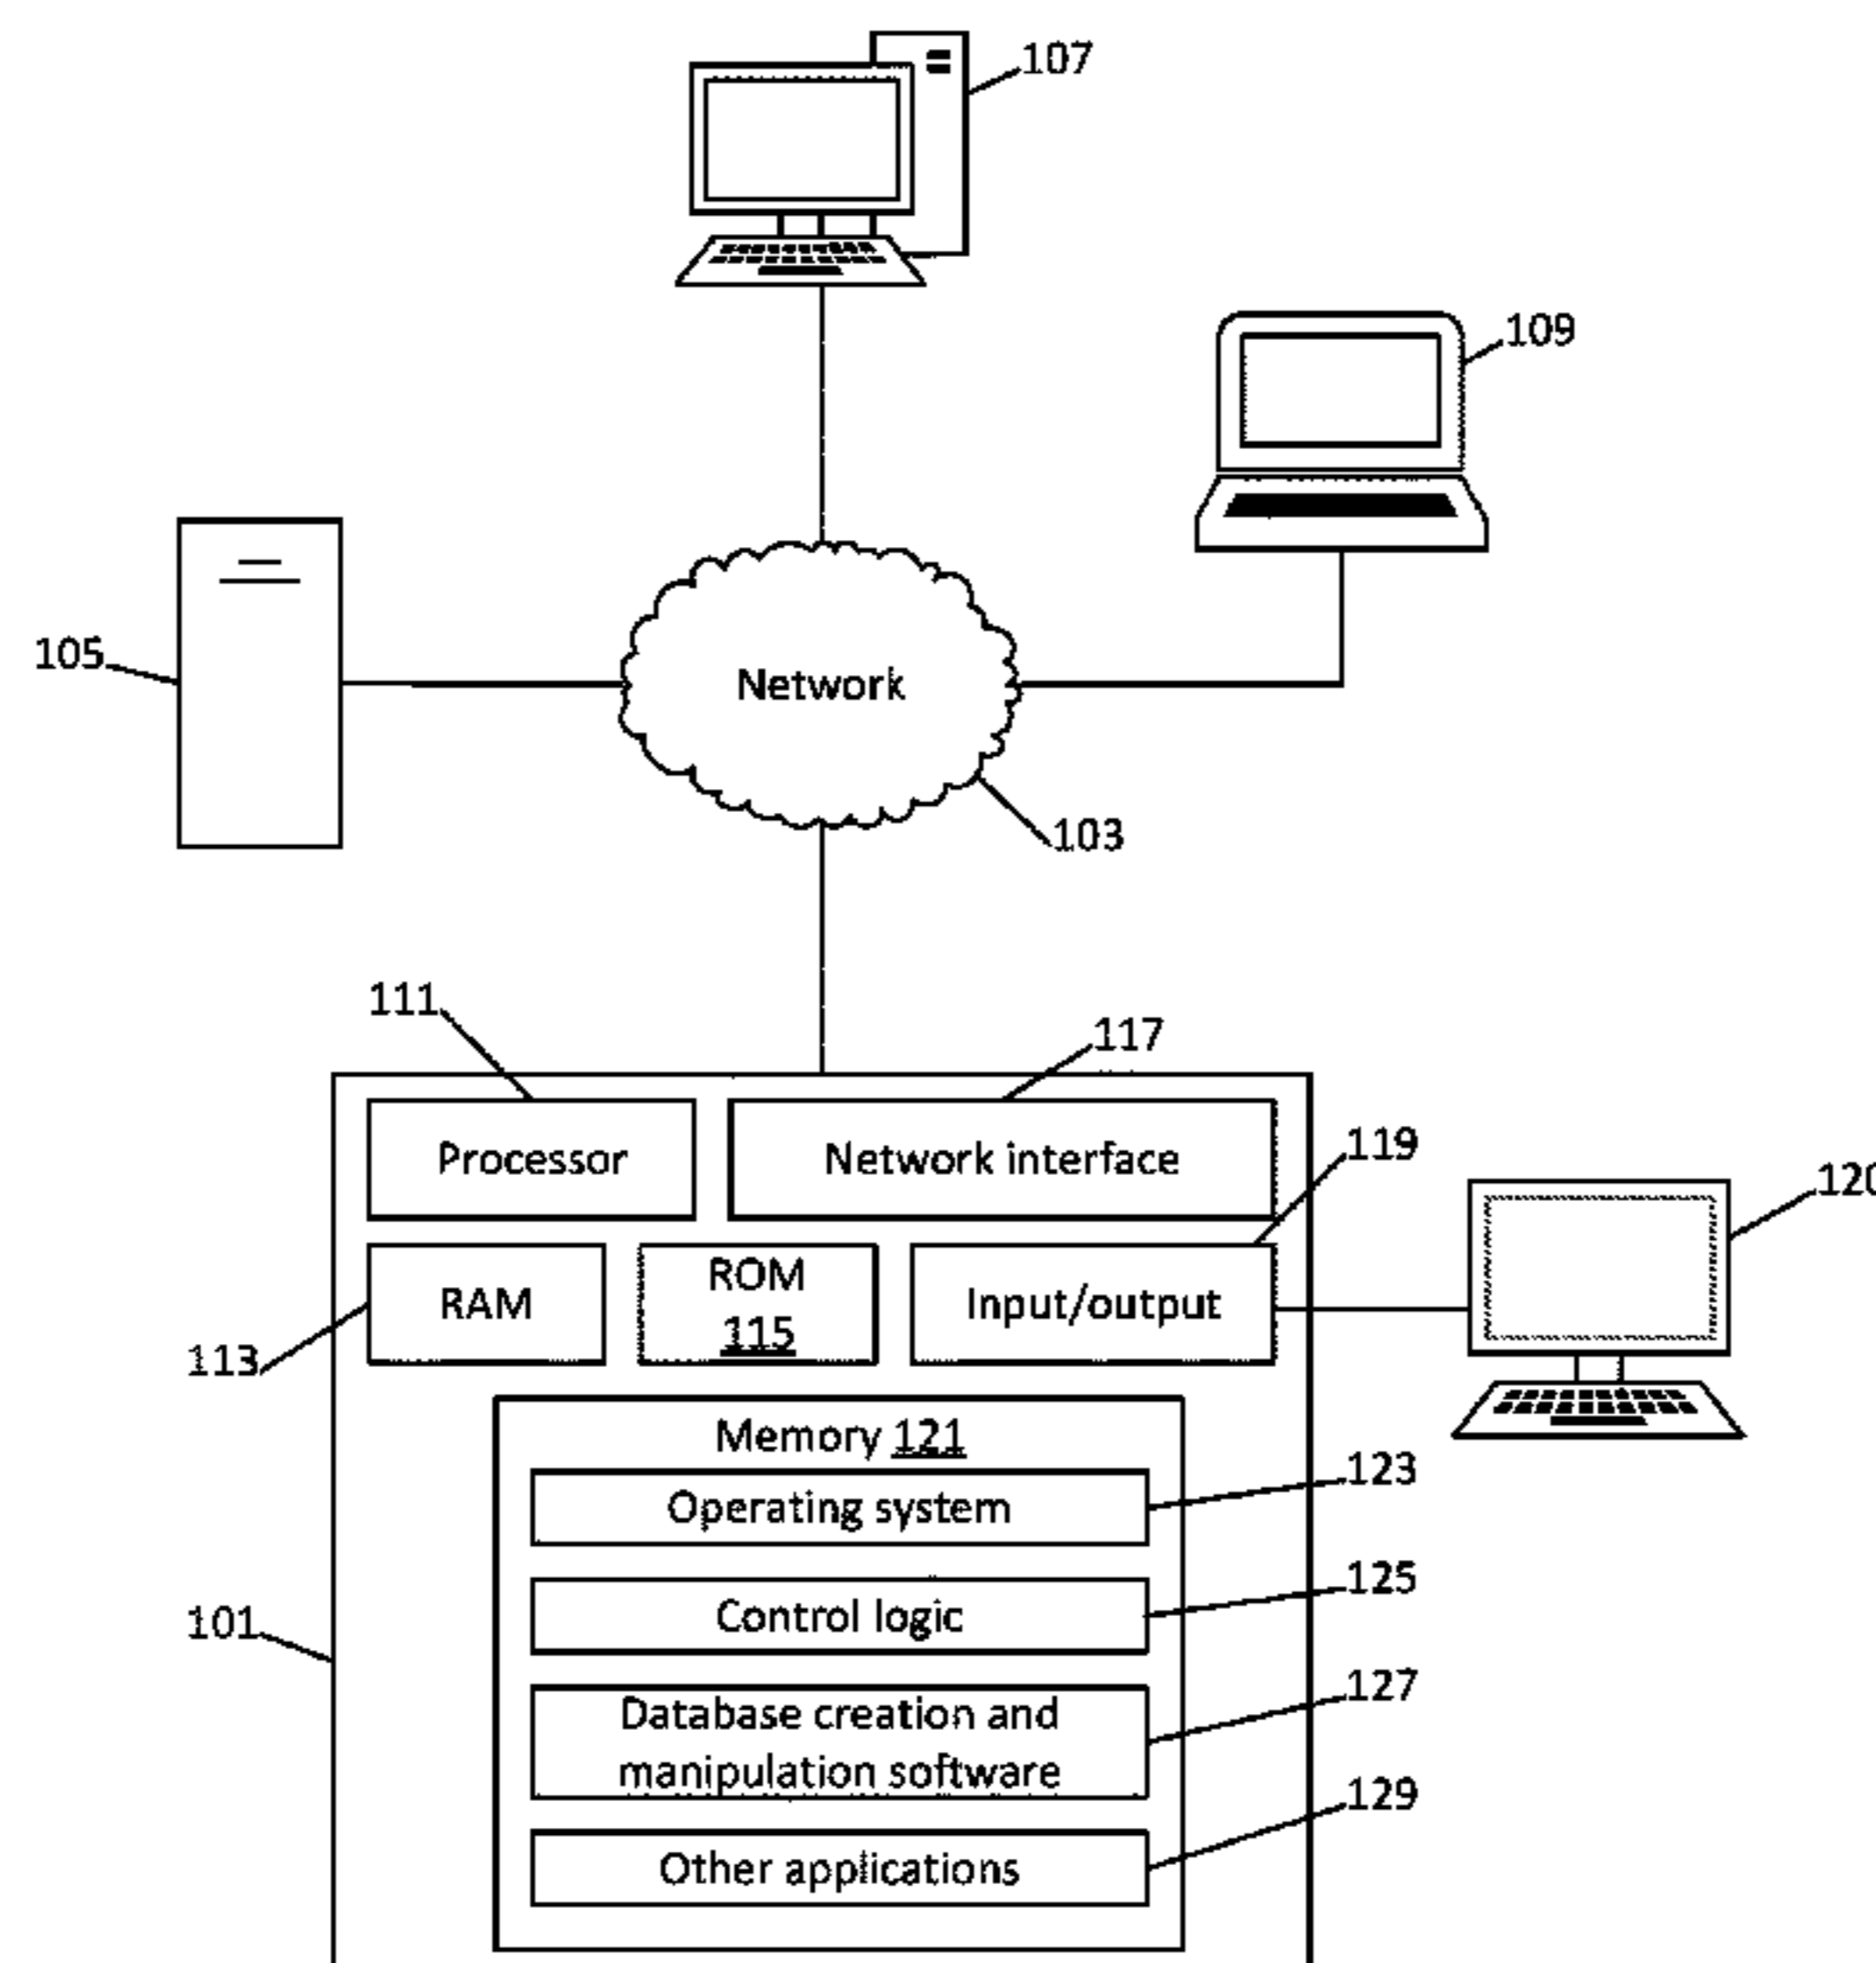 107
109
105
Network
103
111
117
Processor
Network interface
119
120
RAM
ROM
115
Input/output
113
Memory 121
Operating system
123
Control logic
125
101
Database creation and
manipulation software
127
Other applications
129